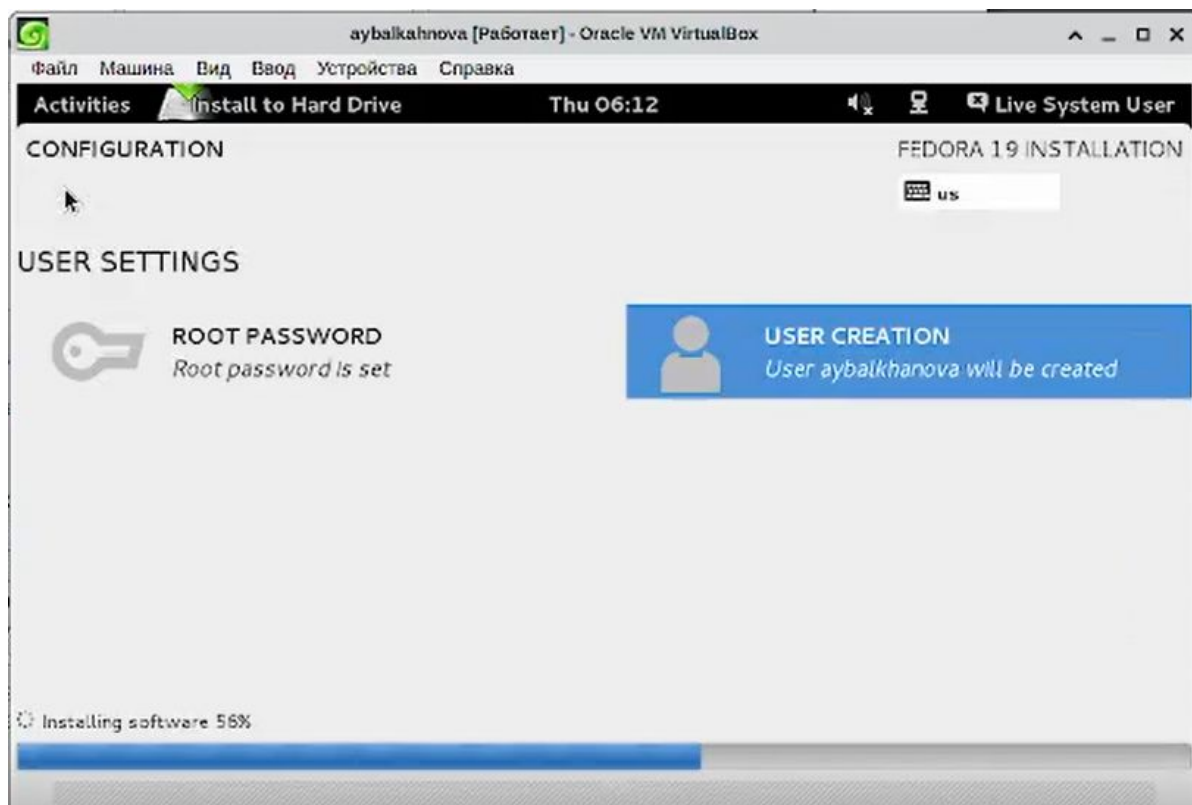 aybalkahnova [Работает] - Oracle VM VirtualBox
Файл Машина Вид Ввод Устройства Справка
Activities Install to Hard Drive Thu 06:12 Live System User
CONFIGURATION FEDORA 19 INSTALLATION
us
USER SETTINGS
ROOT PASSWORD
Root password is set
USER CREATION
User aybalkhanova will be created
Installing software 56%